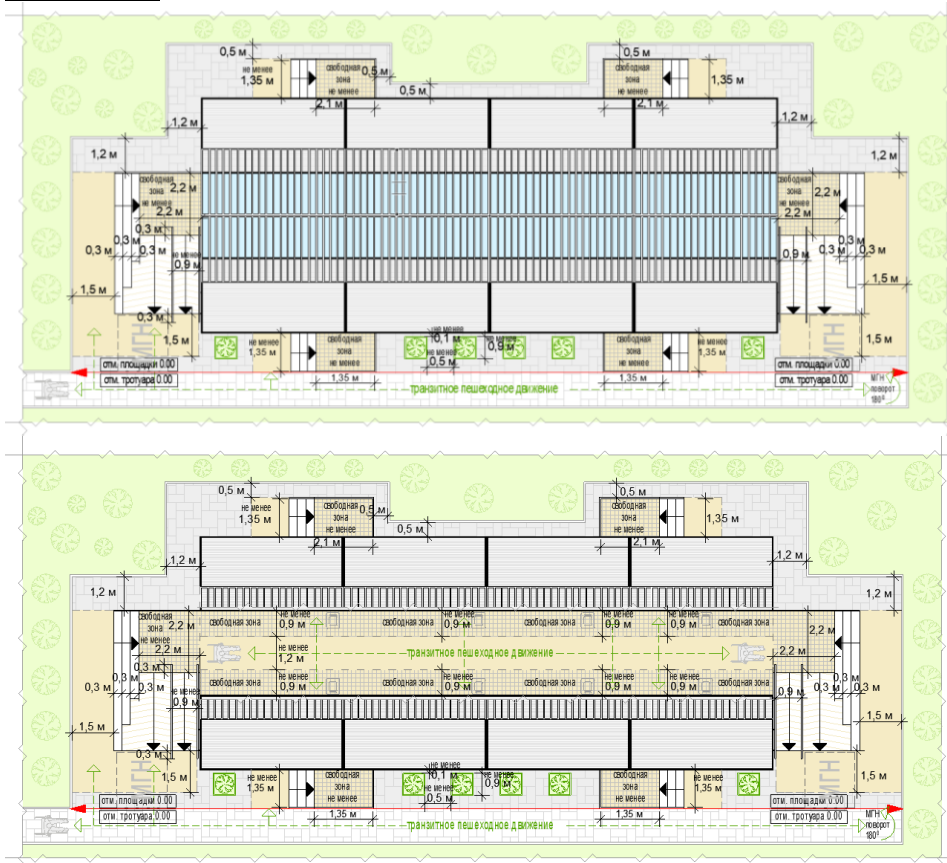 0,5 м
0,5 м
не менее
1,35 м
свободная
зона
не менее
0,5 м
0,5 м
свободная
зона
не менее
1,35 м
2,1 м
2,1 м
1,2 м
1,2 м
1,2 м
1,2 м
свободная
зона
не менее
2,2 м
2,2 м
свободная
зона
не менее
2,2 м
2,2 м
0,3 м
0,3 м
0,3 м
0,3 м
не менее
0,9 м
0,9 м
0,3 м
0,3 м
0,3 м
1,5 м
1,5 м
0,3 м
МГН
1,5 м
МГН
1,5 м
не менее
1,35 м
свободная
зона
не менее
не менее
0,1 м
не менее
0,5 м
0,9 м
свободная
зона
не менее
не менее
1,35 м
отм. площадки 0.00
отм. тротуара 0.00
1,35 м
1,35 м
отм. площадки 0.00
отм. тротуара 0.00
транзитное пешеходное движение
МГН
поворот
180°
0,5 м
0,5 м
не менее
1,35 м
свободная
зона
не менее
0,5 м
0,5 м
свободная
зона
не менее
1,35 м
2,1 м
2,1 м
1,2 м
1,2 м
1,2 м
1,2 м
свободная
зона
не менее
2,2 м
2,2 м
свободная зона
не менее
0,9 м
свободная зона
не менее
0,9 м
свободная зона
не менее
0,9 м
не менее
0,9 м
свободная зона
2,2 м
2,2 м
не менее
1,2 м
транзитное пешеходное движение
свободная зона
не менее
0,9 м
свободная зона
не менее
0,9 м
свободная зона
не менее
0,9 м
не менее
0,9 м
свободная зона
0,3 м
0,3 м
0,3 м
не менее
0,9 м
0,9 м
0,3 м
0,3 м
1,5 м
1,5 м
0,3 м
МГН
1,5 м
МГН
1,5 м
не менее
1,35 м
свободная
зона
не менее
не менее
0,1 м
не менее
0,5 м
0,9 м
свободная
зона
не менее
не менее
1,35 м
отм. площадки 0.00
отм. тротуара 0.00
1,35 м
1,35 м
отм. площадки 0.00
отм. тротуара 0.00
транзитное пешеходное движение
МГН
поворот
180°